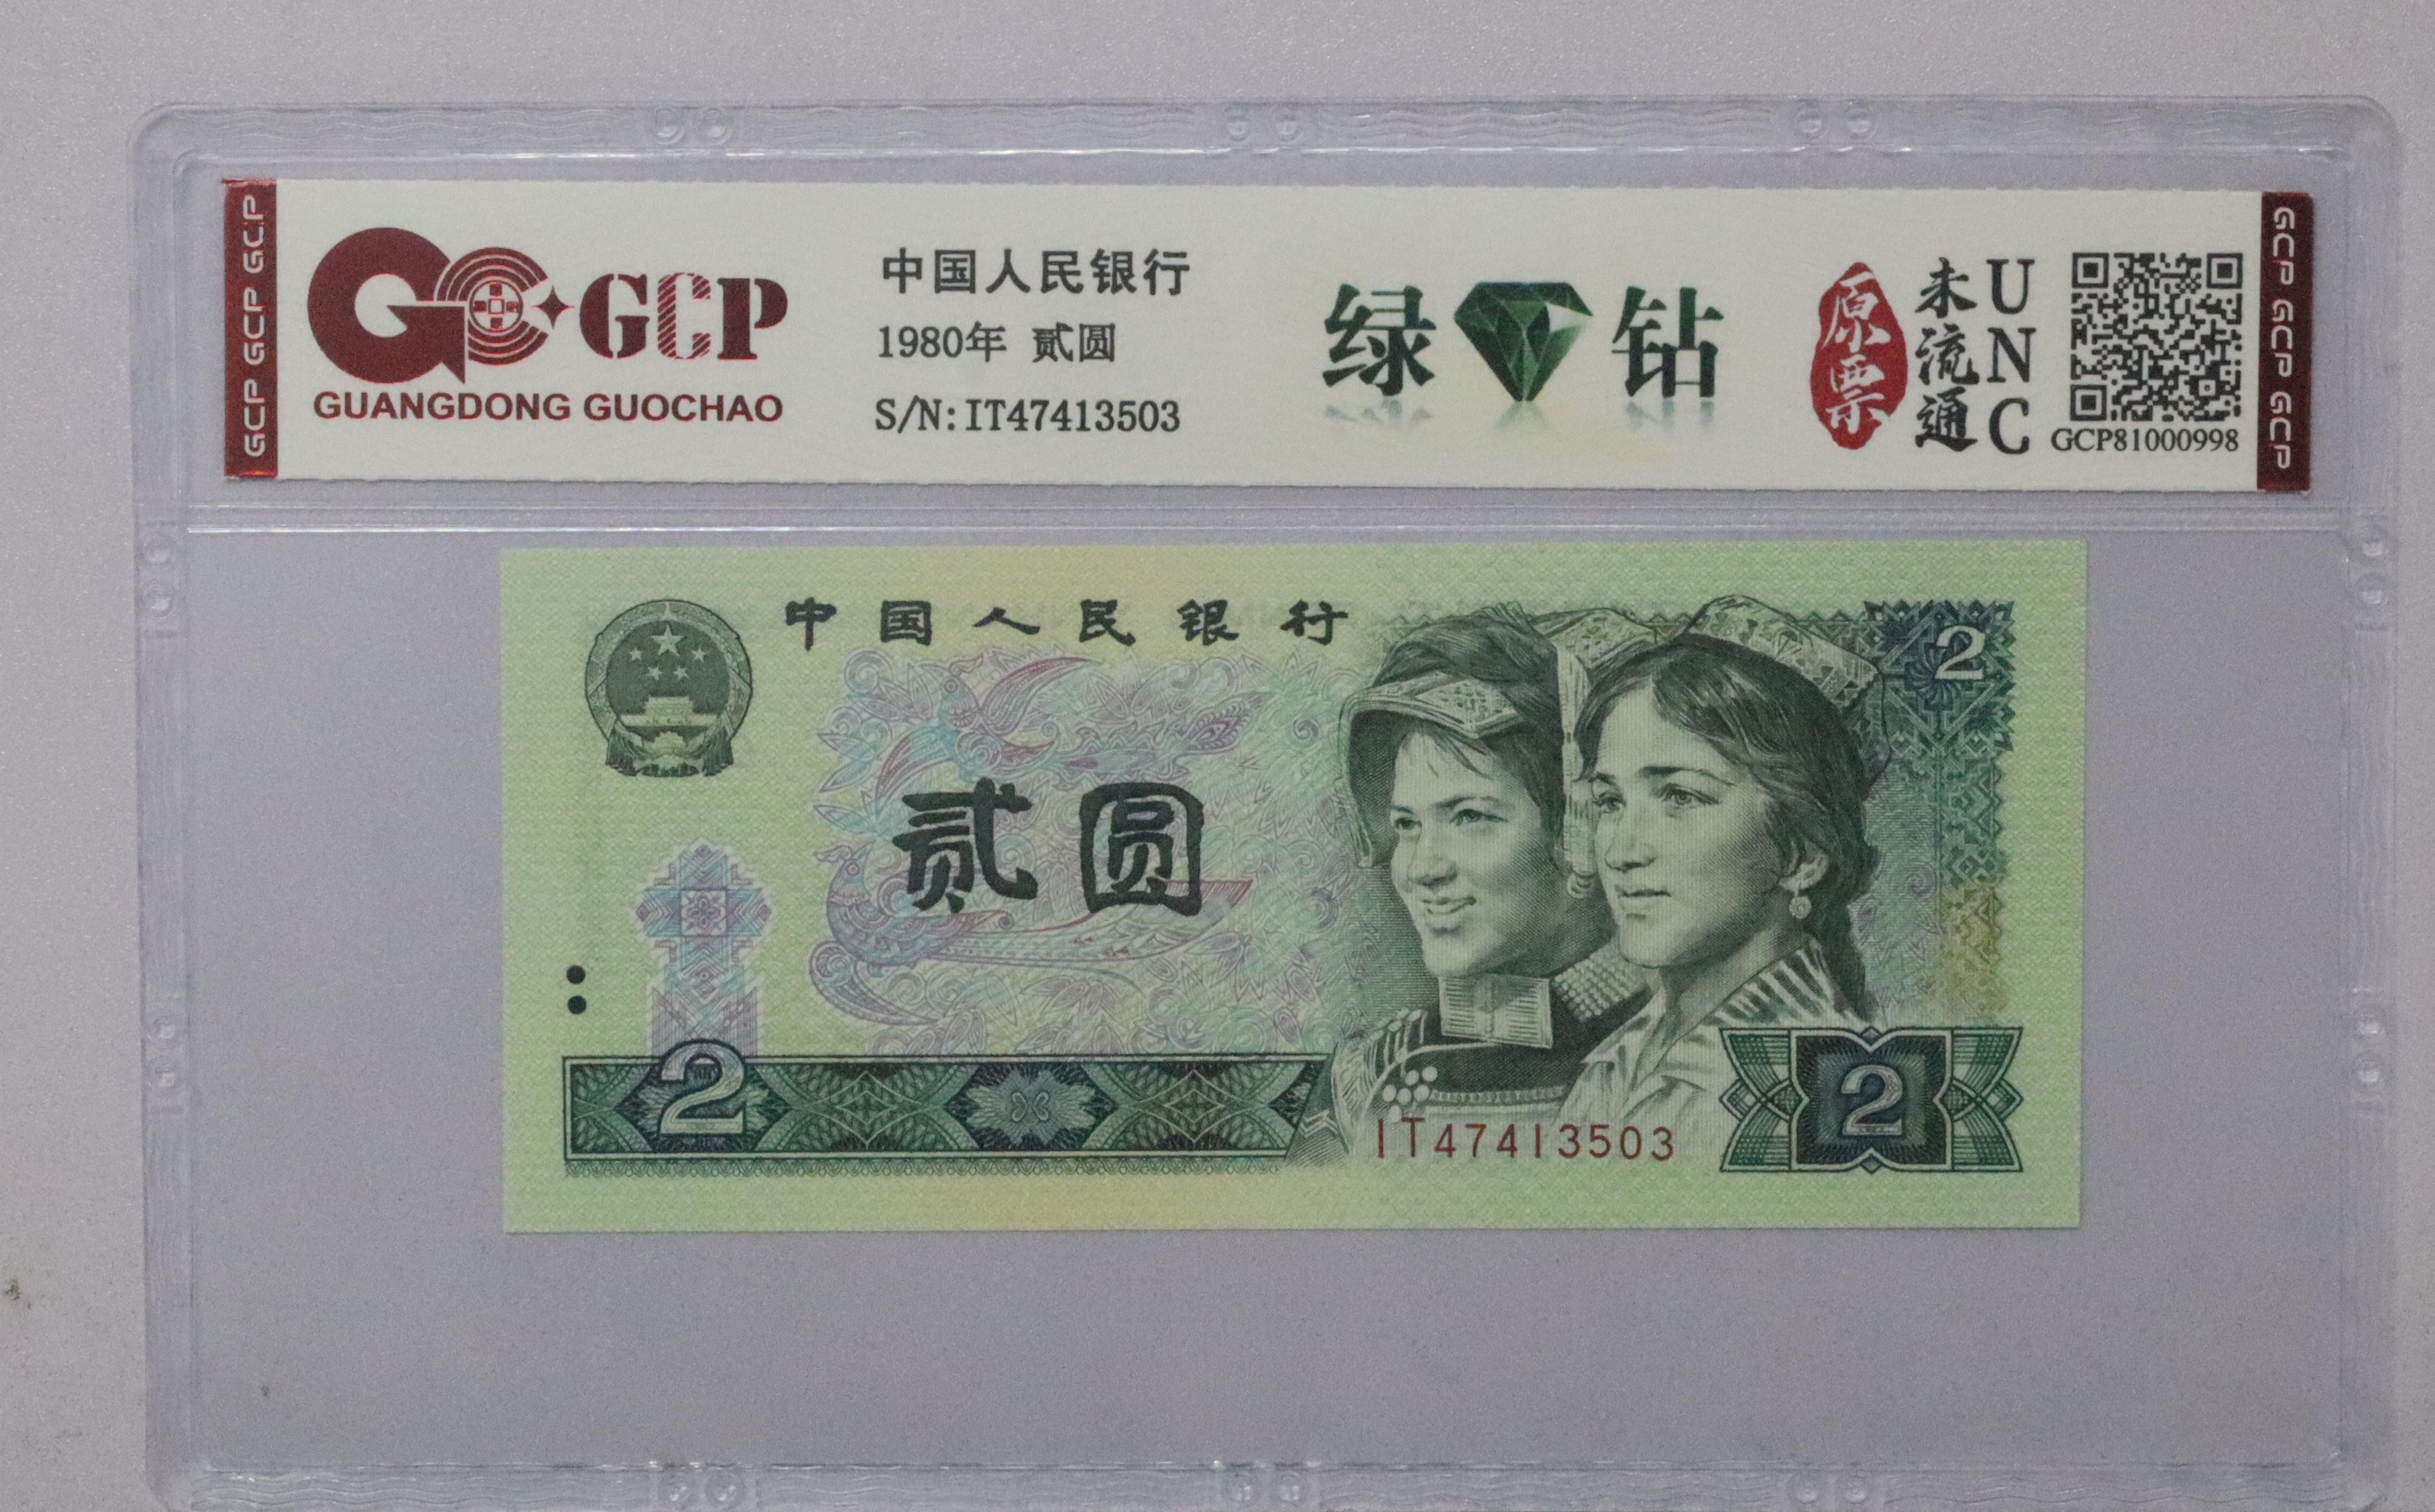 GCP GCP GCP
GCP
GUANGDONG GUOCHAO
中国人民银行
1980年 贰圆
S/N: IT47413503
绿钻
原票
未流通
UNC
GCP81000998
GCP GCP GCP
中国人民银行
2
贰圆
2
2
IT47413503